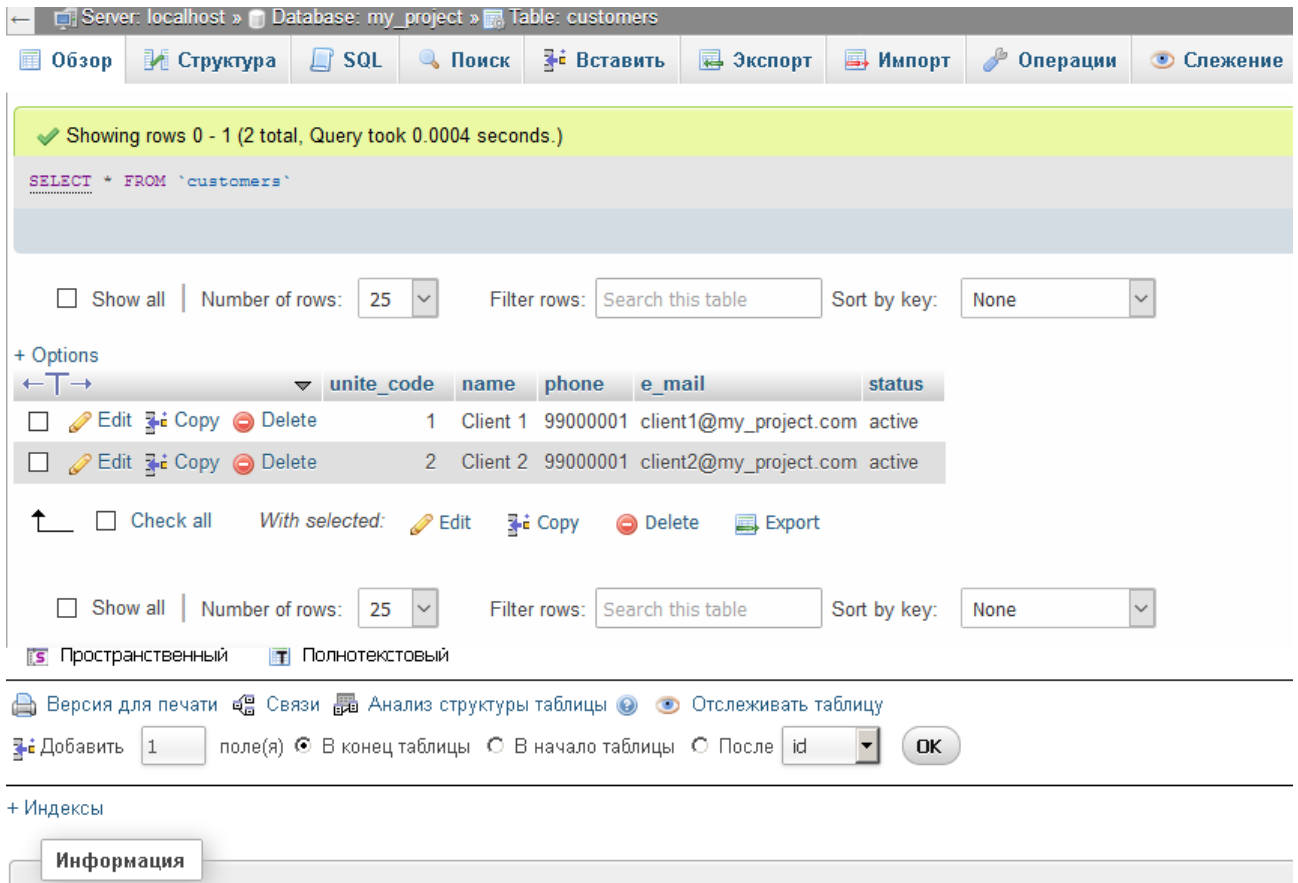 ← Server: localhost » Database: my_project » Table: customers
Обзор Структура SQL Поиск Вставить Экспорт Импорт Операции Слежение
Showing rows 0 - 1 (2 total, Query took 0.0004 seconds.)
SELECT * FROM `customers`
Show all | Number of rows: 25 Filter rows: Search this table Sort by key: None
+ Options
←T→ unite_code name phone e_mail status
Edit Copy Delete 1 Client 1 99000001 client1@my_project.com active
Edit Copy Delete 2 Client 2 99000001 client2@my_project.com active
Check all With selected: Edit Copy Delete Export
Show all | Number of rows: 25 Filter rows: Search this table Sort by key: None
Пространственный Полнотекстовый
Версия для печати Связи Анализ структуры таблицы Отслеживать таблицу
Добавить 1 поле(я) В конец таблицы В начало таблицы После id OK
+ Индексы
Информация